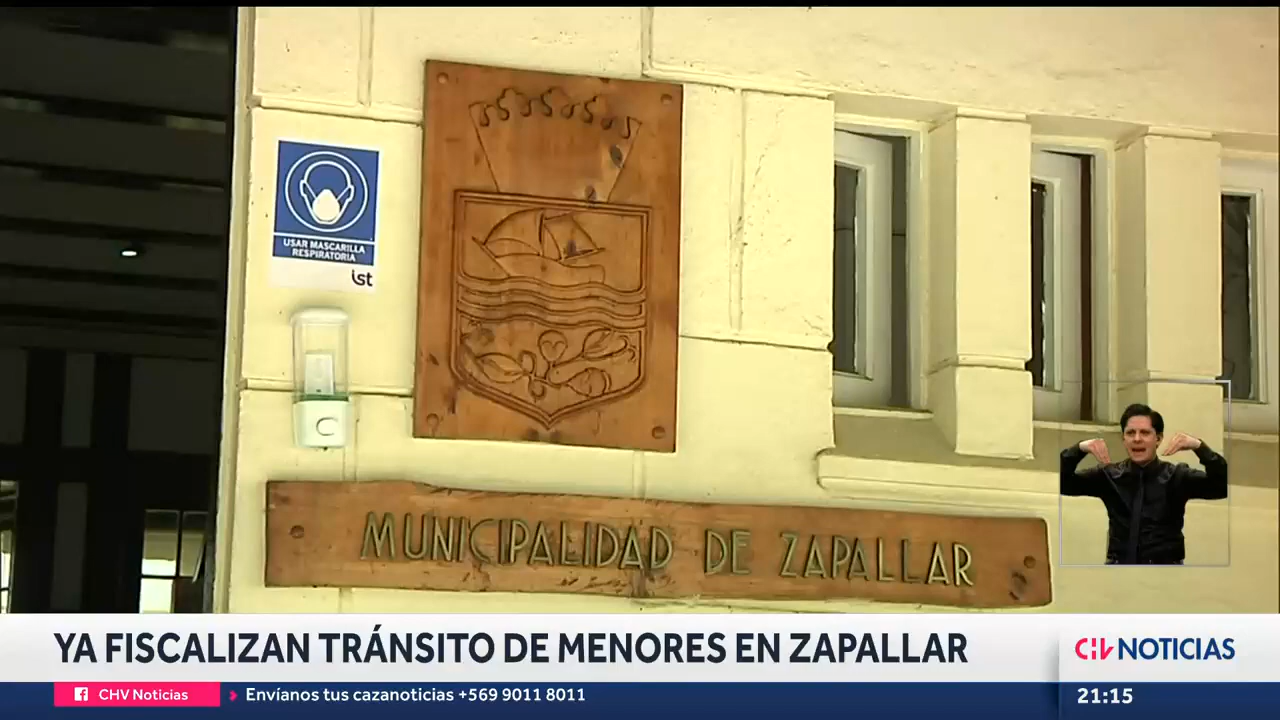 USAR MASCARILLA
RESPIRATORIA
ist
C
MUNICIPALIDAD DE ZAPALLAR
YA FISCALIZAN TRÁNSITO DE MENORES EN ZAPALLAR
CHV NOTICIAS
CHV Noticias
Envíanos tus cazanoticias +569 9011 8011
21:15